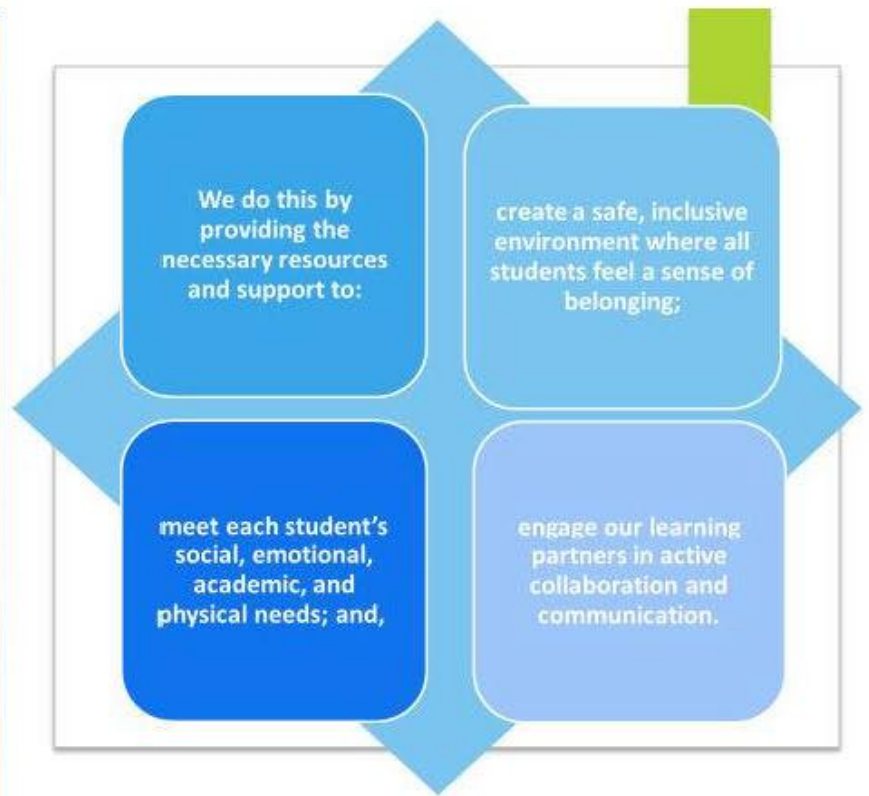 We do this by
providing the
necessary resources
and support to:
create a safe, inclusive
environment where all
students feel a sense of
belonging;
meet each student’s
social, emotional,
academic, and
physical needs; and,
engage our learning
partners in active
collaboration and
communication.